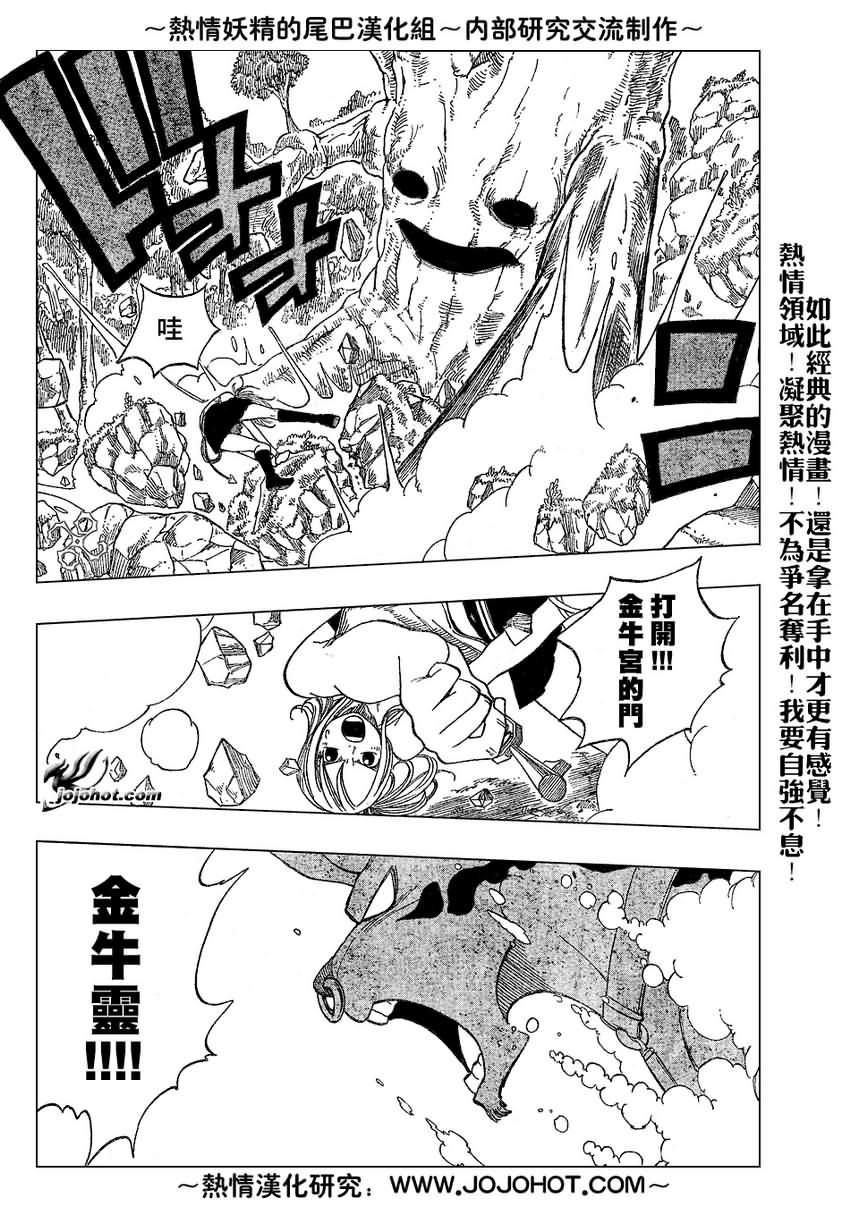 ～熱情妖精的尾巴漢化組～内部研究交流制作～
哇
打開!!!
金牛宮的門
jojohot.com
金牛靈!!!!
如此經典的漫畫！還是拿在手中才更有感覺！
熱情領域！凝聚熱情！不為爭名奪利！我要自強不息！
～熱情漢化研究：WWW.JOJOHOT.COM～